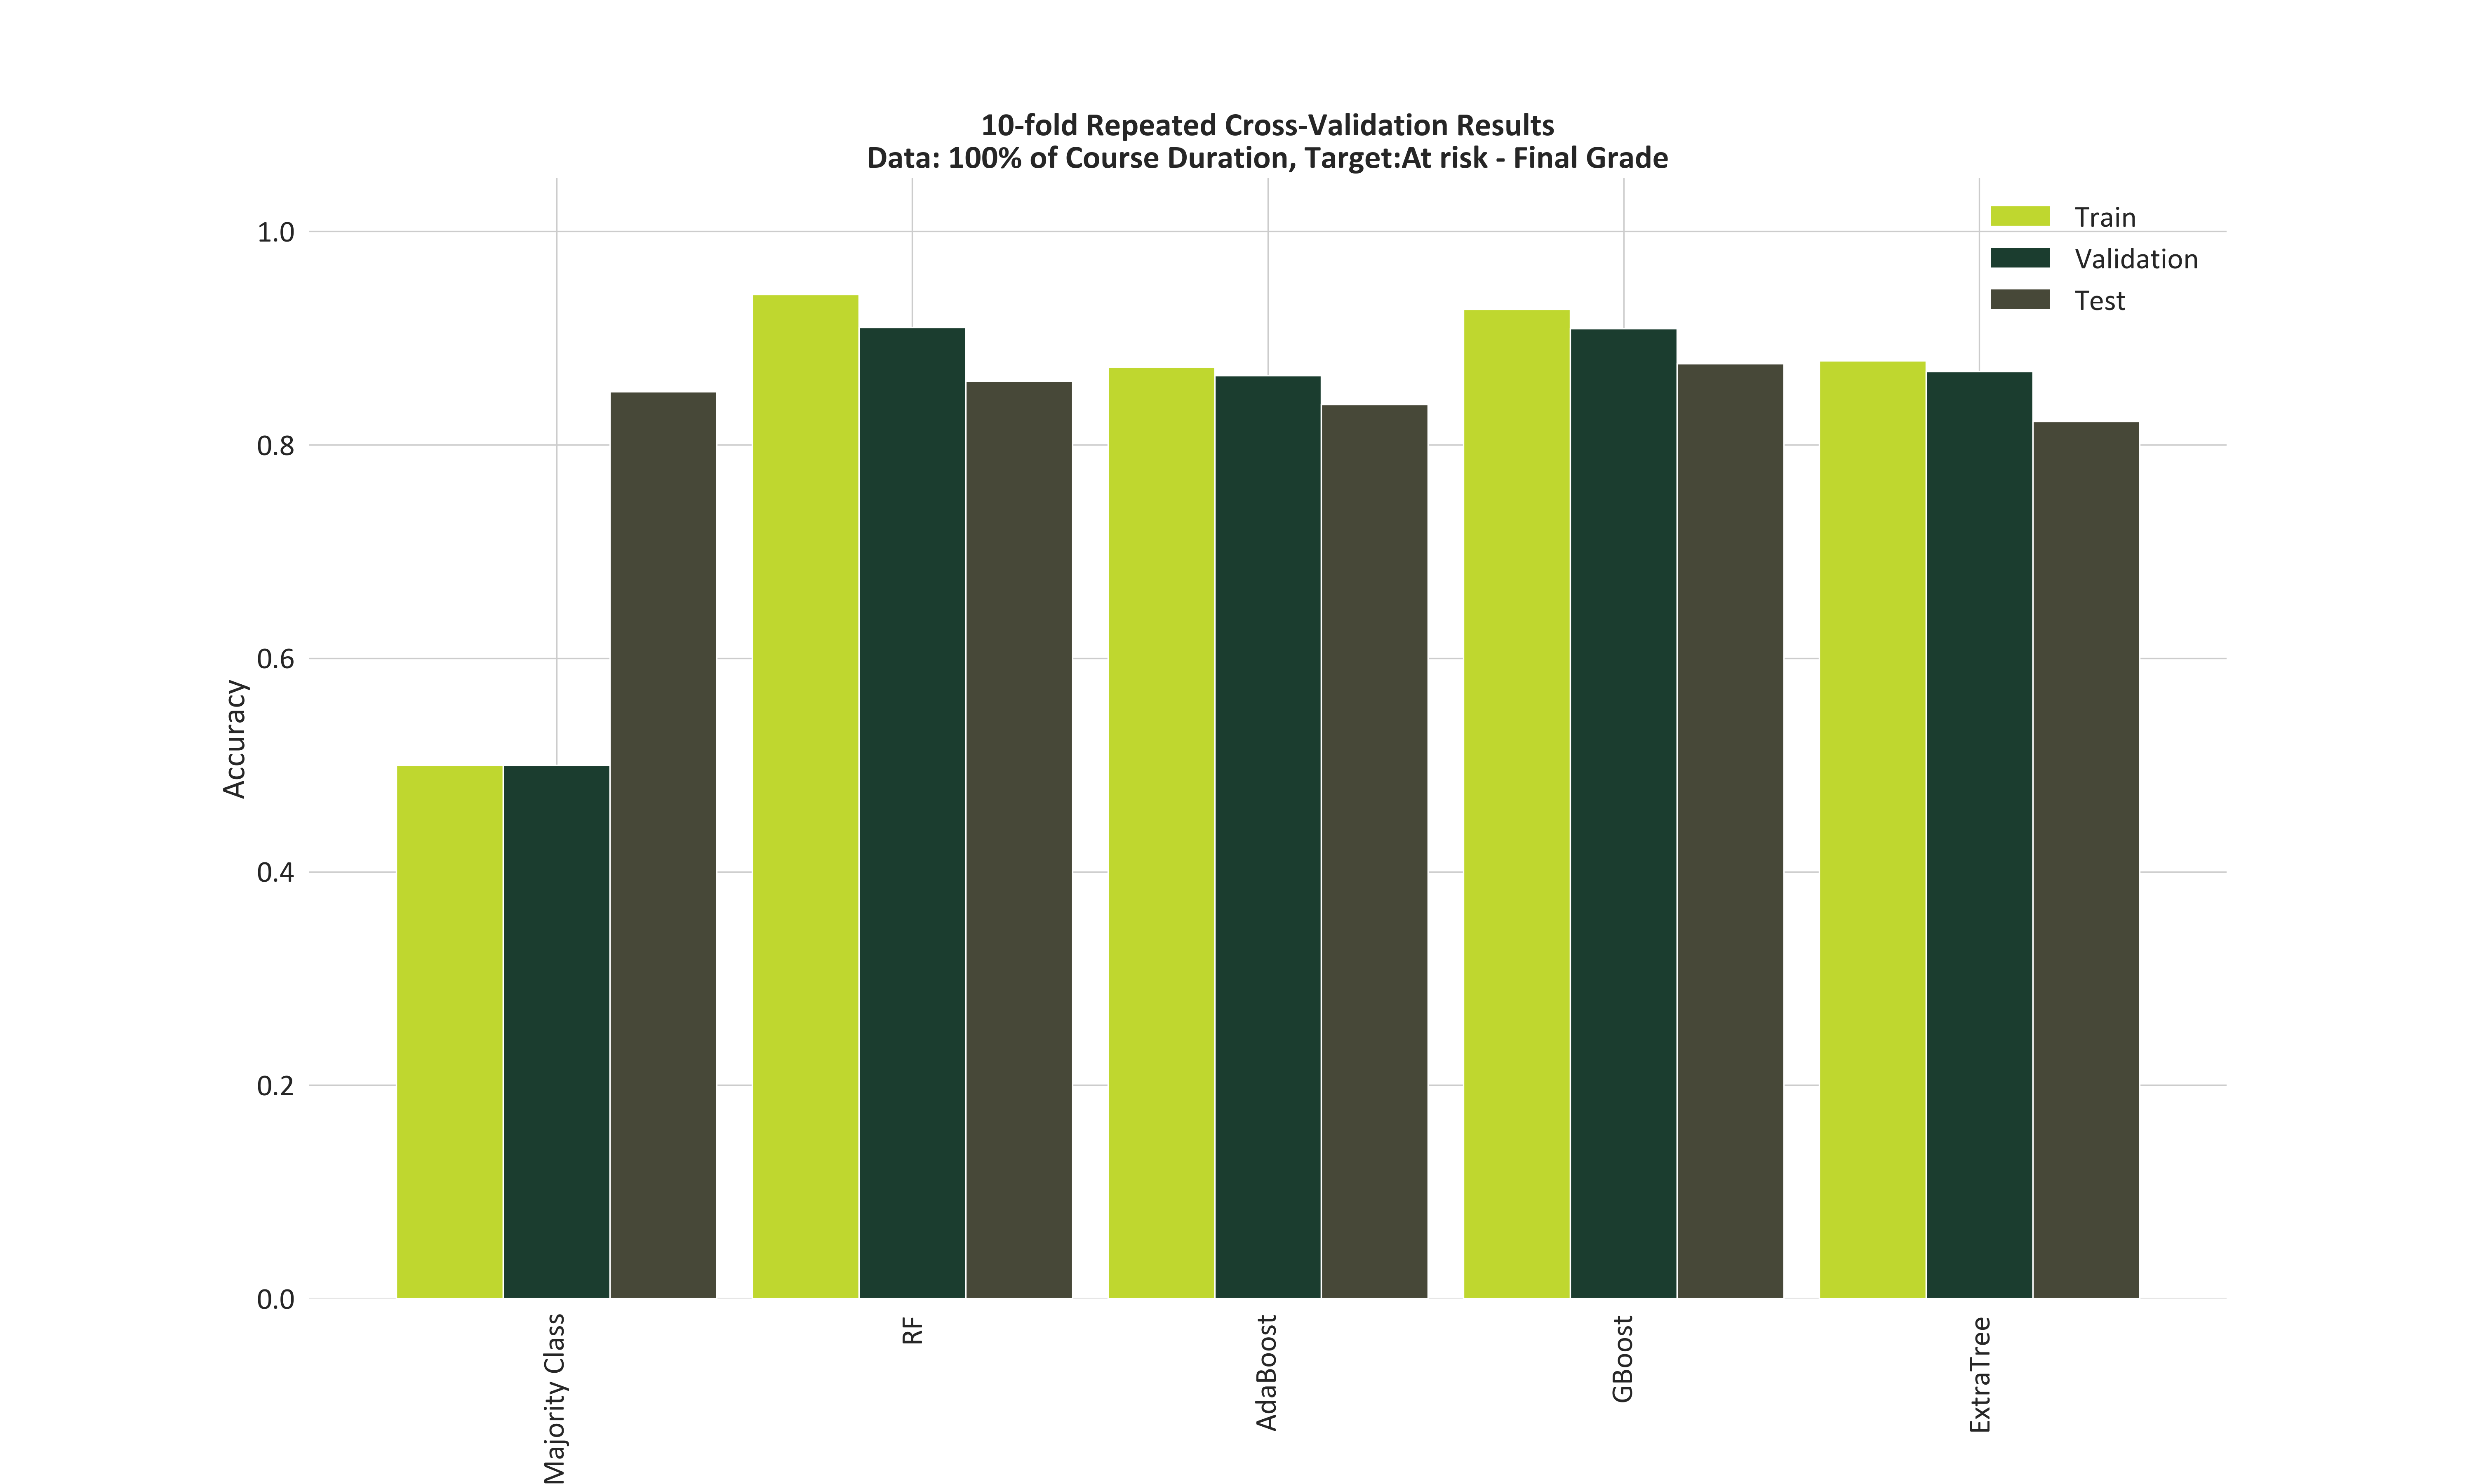 10-fold Repeated Cross-Validation Results
Data: 100% of Course Duration, Target:At risk - Final Grade
Train
Validation
Test
1.0
0.8
0.6
0.4
0.2
0.0
Accuracy
Majority Class
RF
AdaBoost
GBoost
ExtraTree